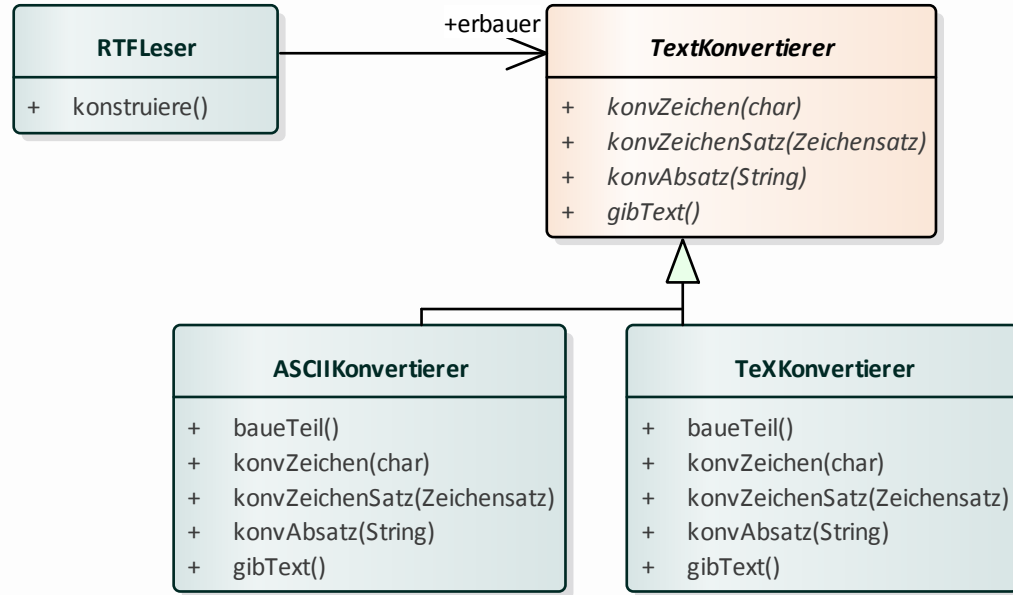 +erbauer
RTFLeser
+ konstruiere()
TextKonvertierer
+ konvZeichen(char)
+ konvZeichenSatz(Zeichensatz)
+ konvAbsatz(String)
+ gibText()
ASCIIKonvertierer
+ baueTeil()
+ konvZeichen(char)
+ konvZeichenSatz(Zeichensatz)
+ konvAbsatz(String)
+ gibText()
TeXKonvertierer
+ baueTeil()
+ konvZeichen(char)
+ konvZeichenSatz(Zeichensatz)
+ konvAbsatz(String)
+ gibText()